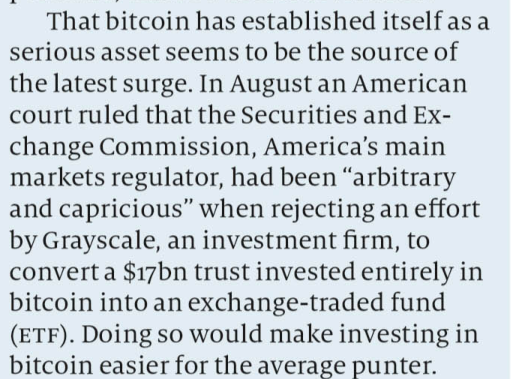 That bitcoin has established itself as a
serious asset seems to be the source of
the latest surge. In August an American
court ruled that the Securities and Ex-
change Commission, America's main
markets regulator, had been "arbitrary
and capricious" when rejecting an effort
by Grayscale, an investment firm, to
convert a $17bn trust invested entirely in
bitcoin into an exchange-traded fund
(ETF). Doing so would make investing in
bitcoin easier for the average punter.